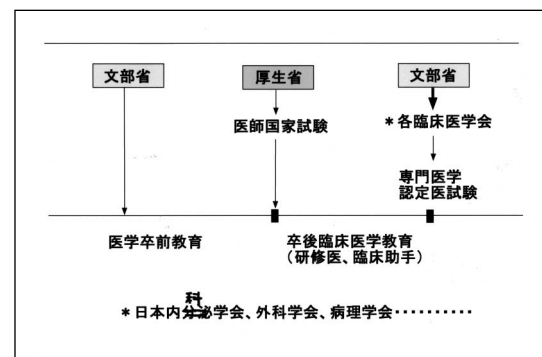 文部省 厚生省 文部省
医師国家試験 ＊各臨床医学会
専門医学
認定医試験
医学卒前教育 卒後臨床医学教育
（研修医、臨床助手）
科
＊日本内分泌学会、外科学会、病理学会・・・・・・・・・・